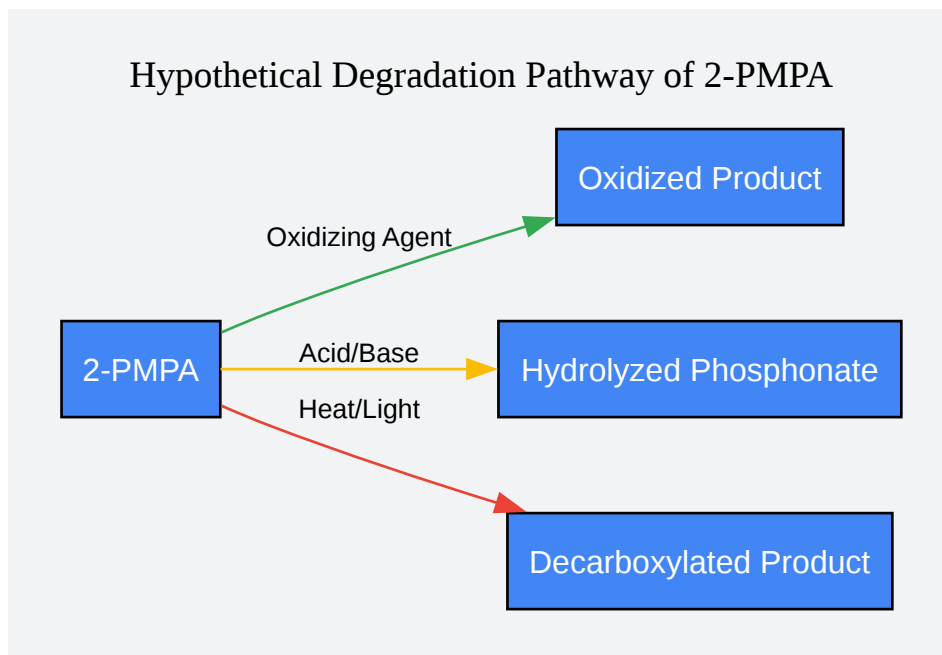 Hypothetical Degradation Pathway of 2-PMPA
Oxidized Product
Oxidizing Agent
2-PMPA
Acid/Base
Hydrolyzed Phosphonate
Heat/Light
Decarboxylated Product